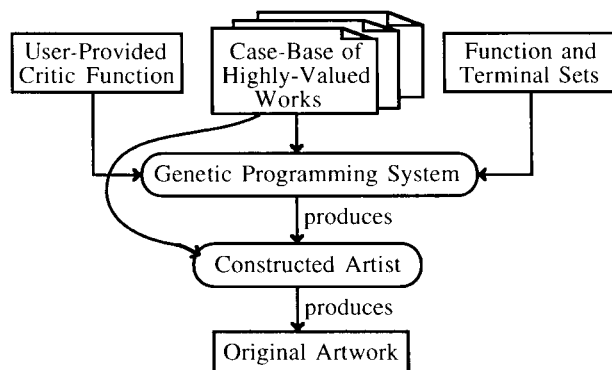 User-Provided
Critic Function
Case-Base of
Highly-Valued
Works
Function and
Terminal Sets
Genetic Programming System
produces
Constructed Artist
produces
Original Artwork